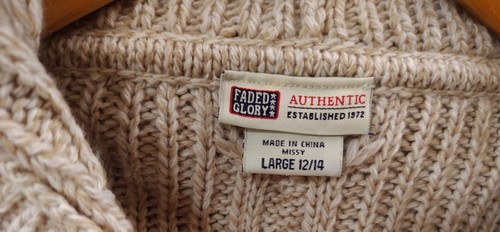 FADED
GLORY
AUTHENTIC
ESTABLISHED 1972
MADE IN CHINA
MISSY
LARGE 12/14